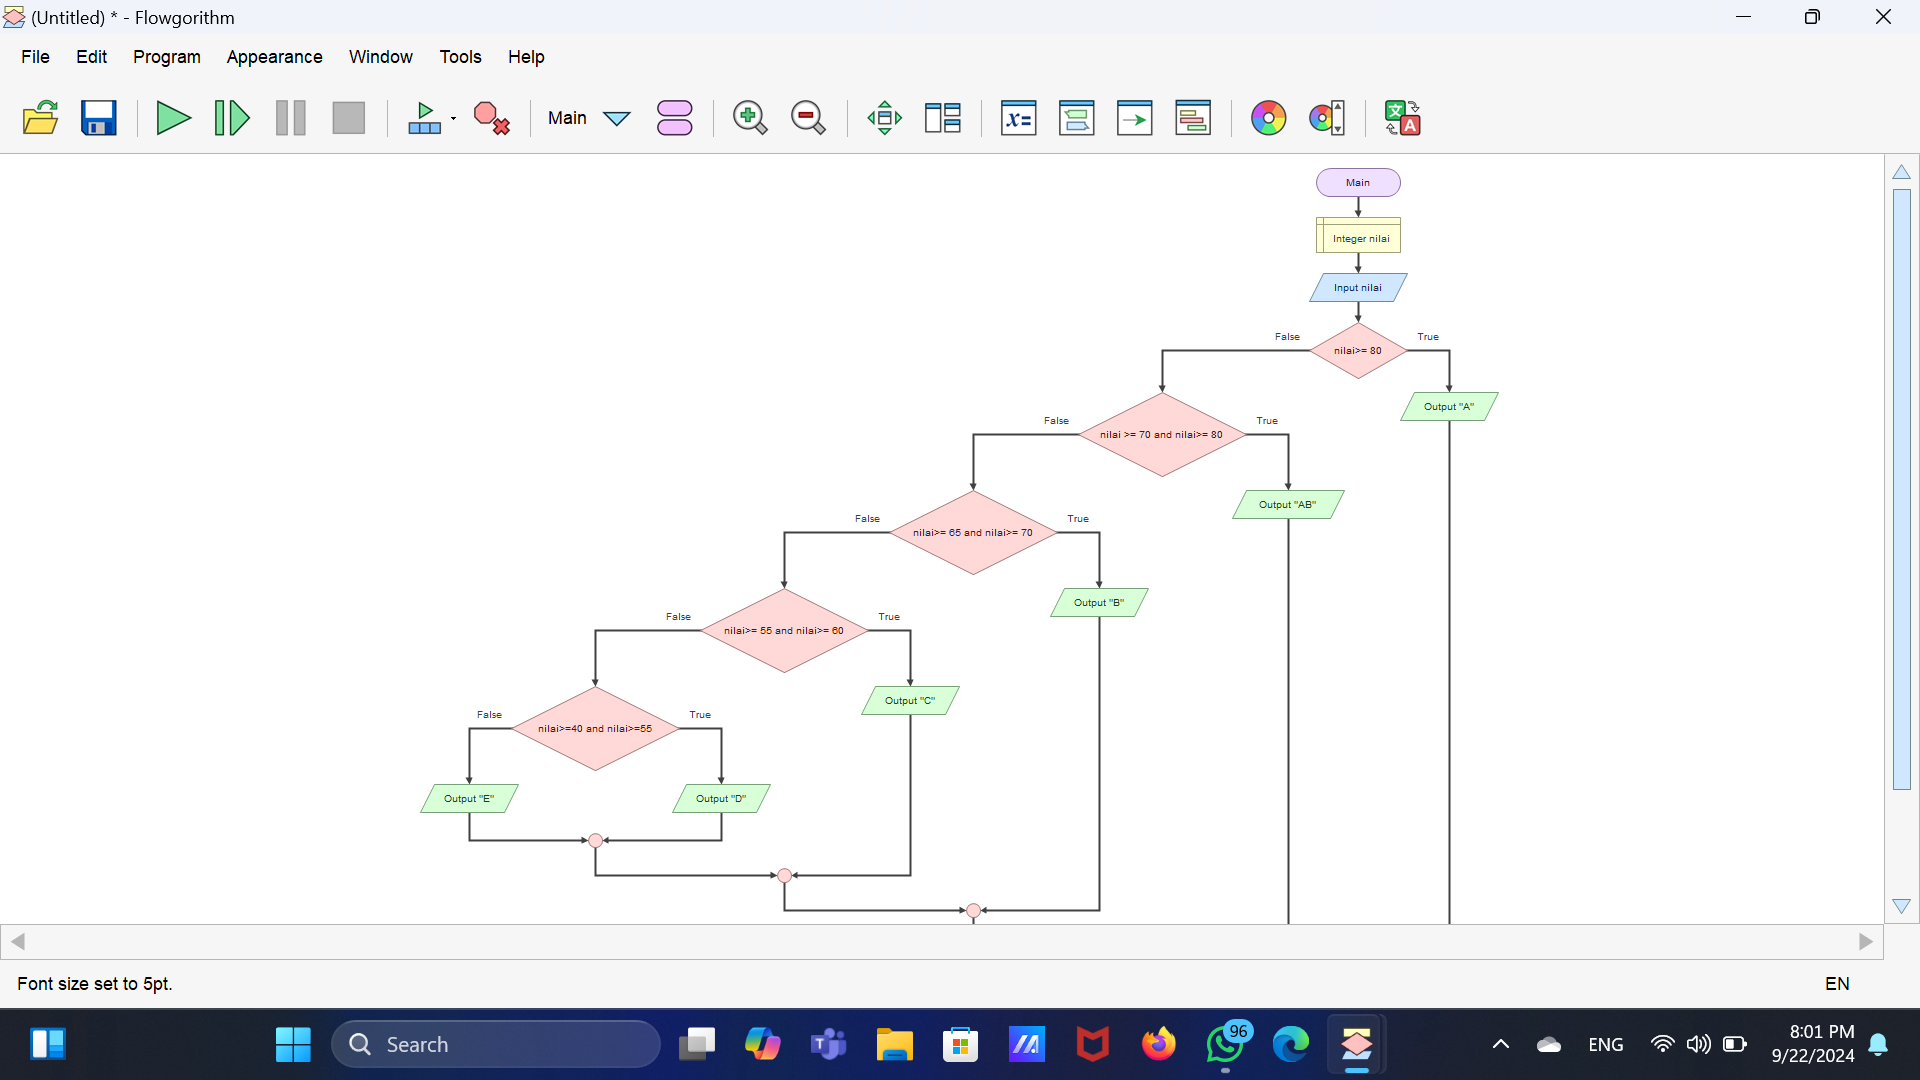 (Untitled) * - Flowgorithm
File Edit Program Appearance Window Tools Help
Main
x=
Main
Integer nilai
Input nilai
False
True
nilai>= 80
Output "A"
False
True
nilai >= 70 and nilai>= 80
Output "AB"
False
True
nilai>= 65 and nilai>= 70
Output "B"
False
True
nilai>= 55 and nilai>= 60
Output "C"
False
True
nilai>=40 and nilai>=55
Output "E"
Output "D"
Font size set to 5pt.
EN
Search
96
ENG
8:01 PM
9/22/2024